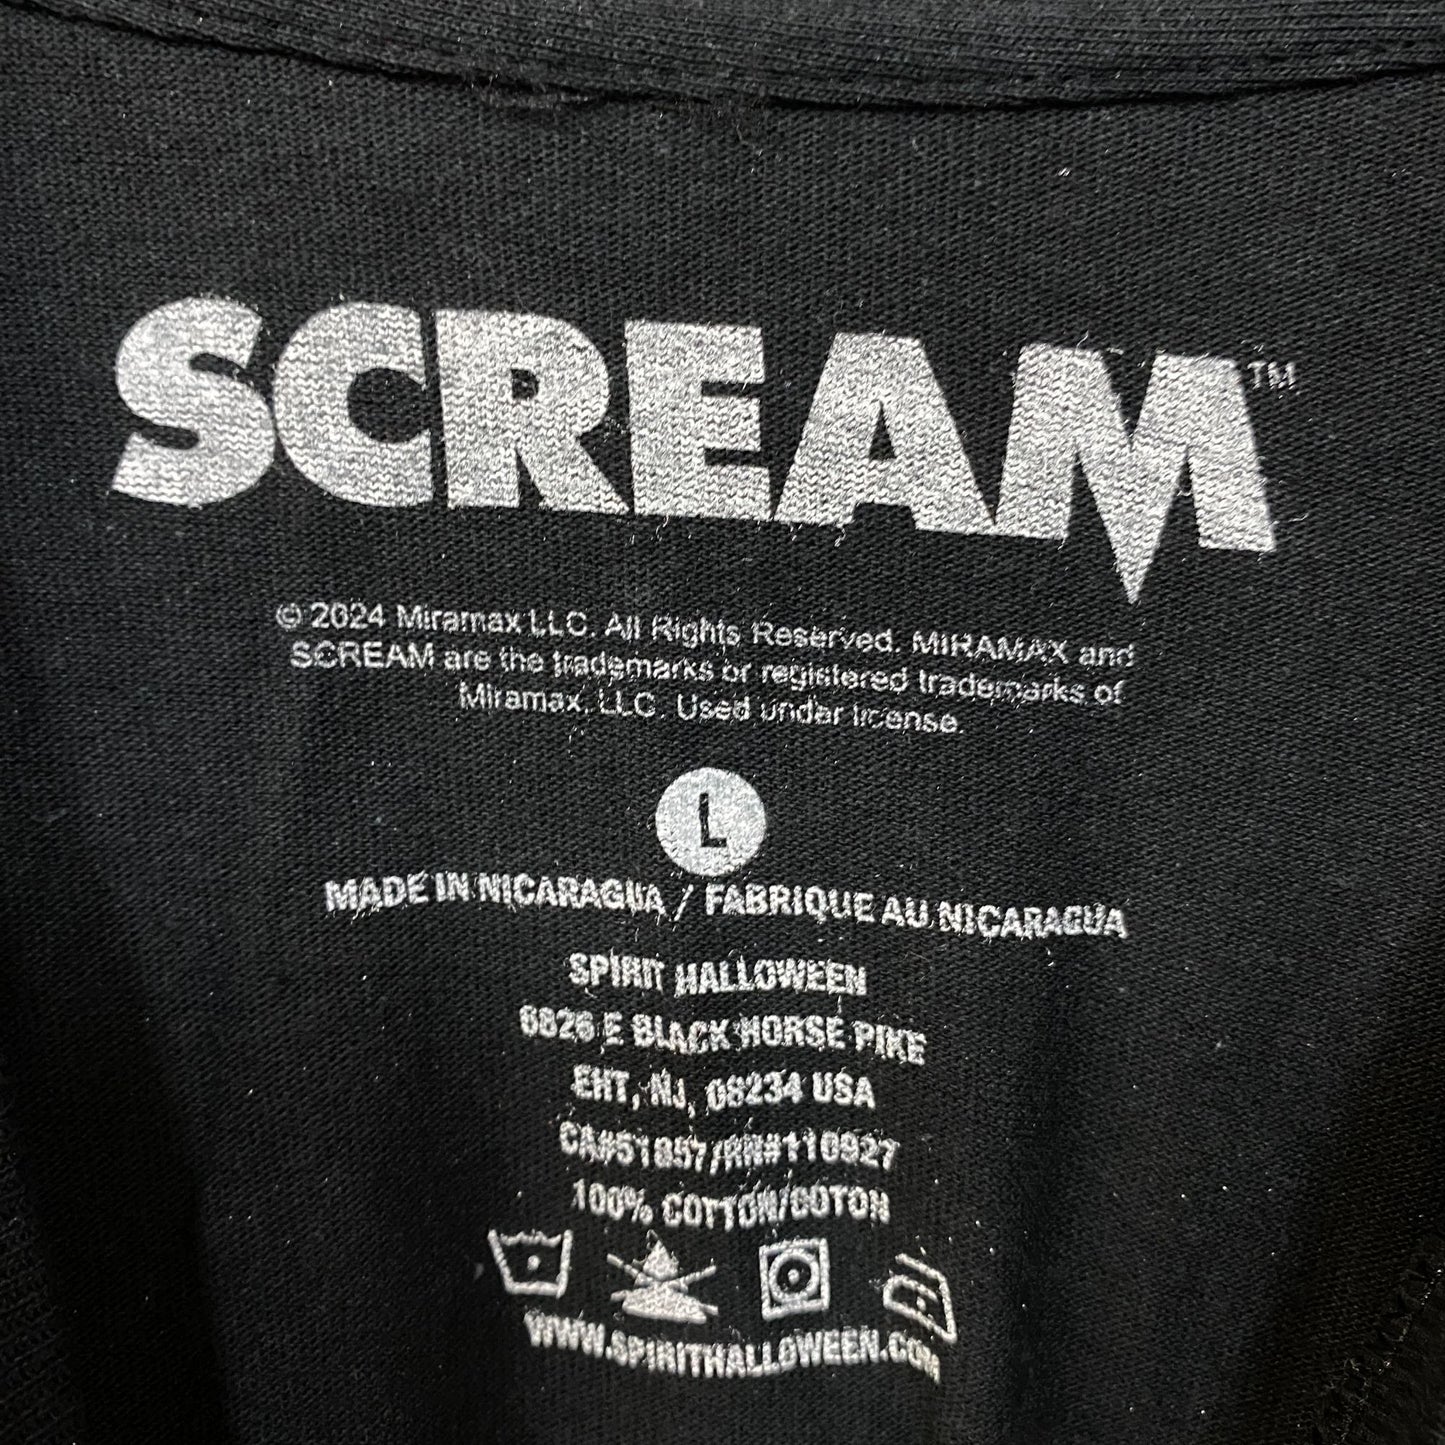 SCREAM™
© 2024 Miramax LLC. All Rights Reserved. MIRAMAX and
SCREAM are the trademarks or registered trademarks of
Miramax, LLC. Used under license.
L
MADE IN NICARAGUA / FABRIQUE AU NICARAGUA
SPIRIT HALLOWEEN
6826 E BLACK HORSE PIKE
EHT, NJ, 08234 USA
CA#51057/RN#110927
100% COTTON/COTON
WWW.SPIRITHALLOWEEN.COM